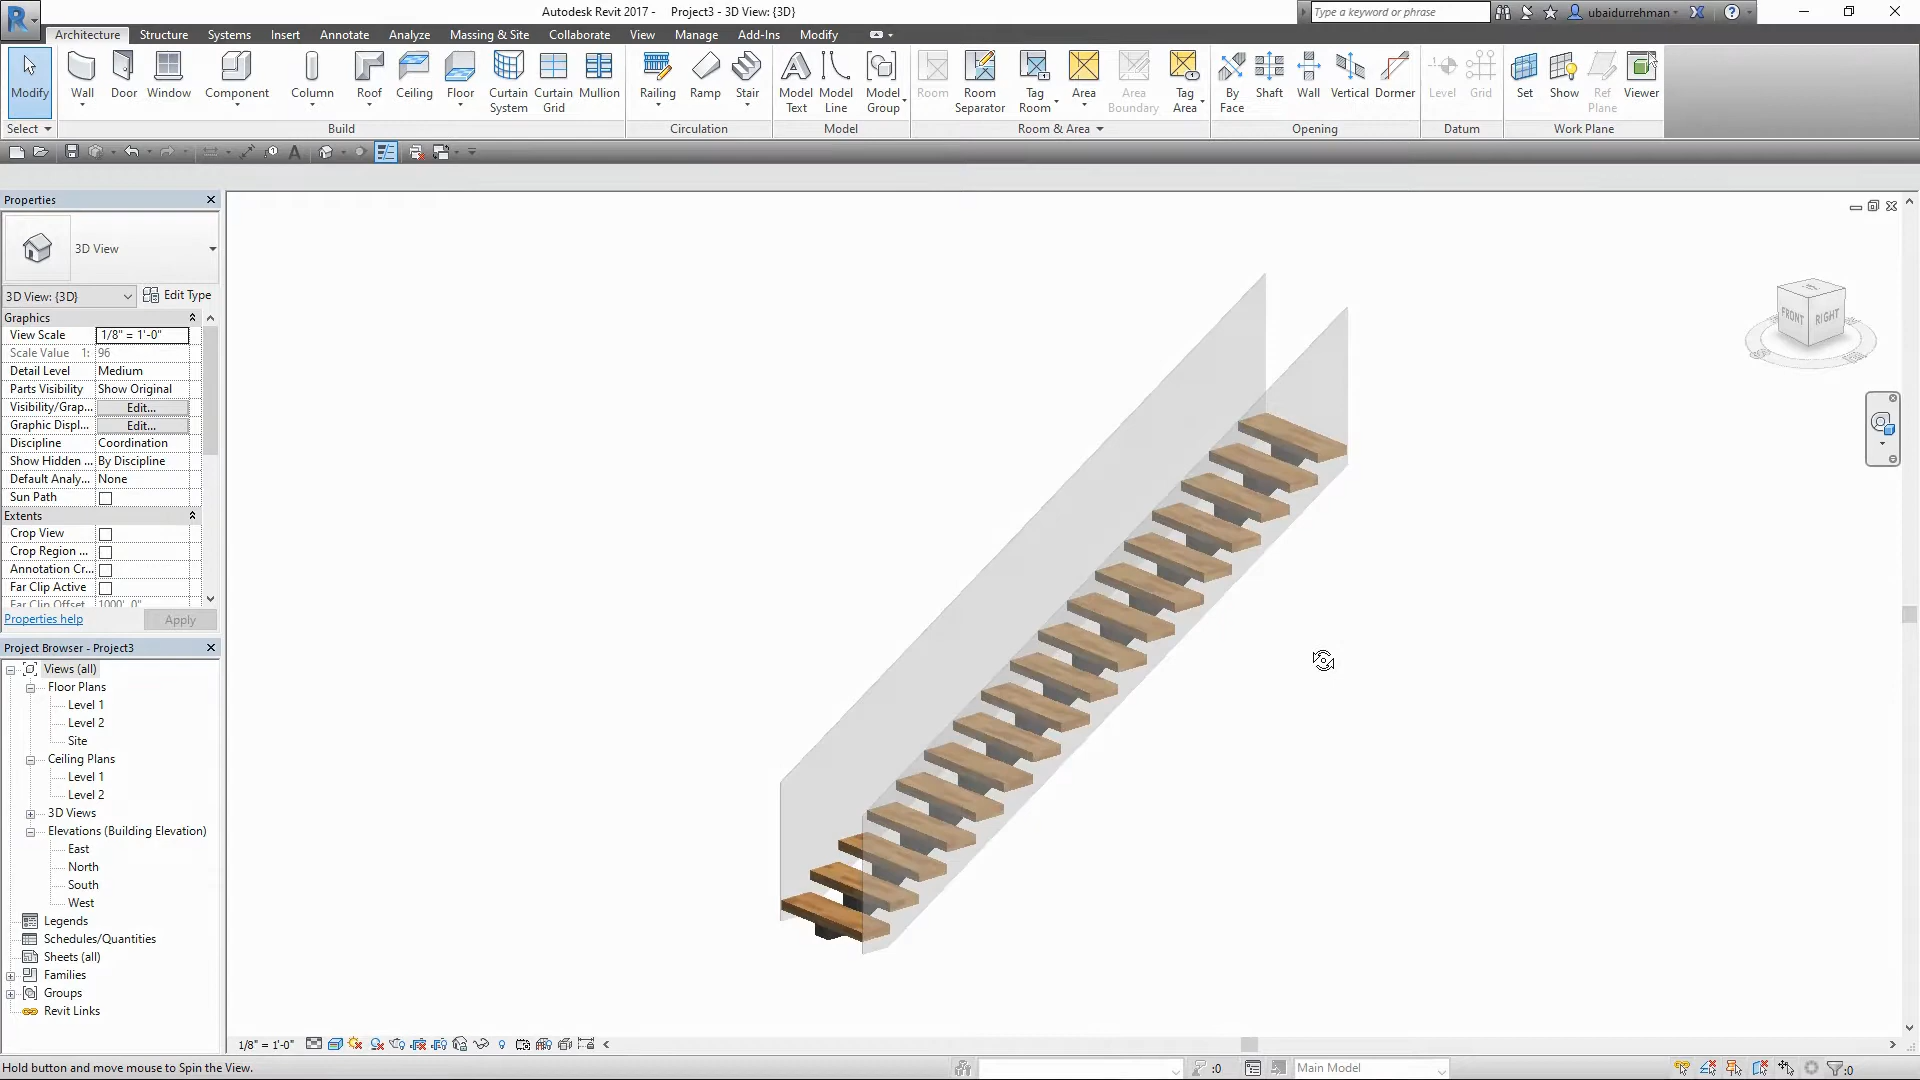 Autodesk Revit 2017 - Project3 - 3D View: {3D}
Type a keyword or phrase
ubaidurrehman
Architecture Structure Systems Insert Annotate Analyze Massing & Site Collaborate View Manage Add-Ins Modify
Modify Wall Door Window Component Column Roof Ceiling Floor Curtain System Curtain Grid Mullion Railing Ramp Stair Model Text Model Line Model Group Room Room Separator Tag Room Area Area Boundary Tag Area By Face Shaft Wall Vertical Dormer Level Grid Set Show Ref Plane Viewer
Select Build Circulation Model Room & Area Opening Datum Work Plane
Properties
3D View
3D View: {3D} Edit Type
Graphics
View Scale 1/8" = 1'-0"
Scale Value 1: 96
Detail Level Medium
Parts Visibility Show Original
Visibility/Grap... Edit...
Graphic Displ... Edit...
Discipline Coordination
Show Hidden ... By Discipline
Default Analy... None
Sun Path
Extents
Crop View
Crop Region ...
Annotation Cr...
Far Clip Active
Far Clip Offset 1000' 0"
Properties help Apply
Project Browser - Project3
Views (all)
Floor Plans
Level 1
Level 2
Site
Ceiling Plans
Level 1
Level 2
3D Views
Elevations (Building Elevation)
East
North
South
West
Legends
Schedules/Quantities
Sheets (all)
Families
Groups
Revit Links
FRONT RIGHT
1/8" = 1'-0"
Hold button and move mouse to Spin the View.
:0
Main Model
:0